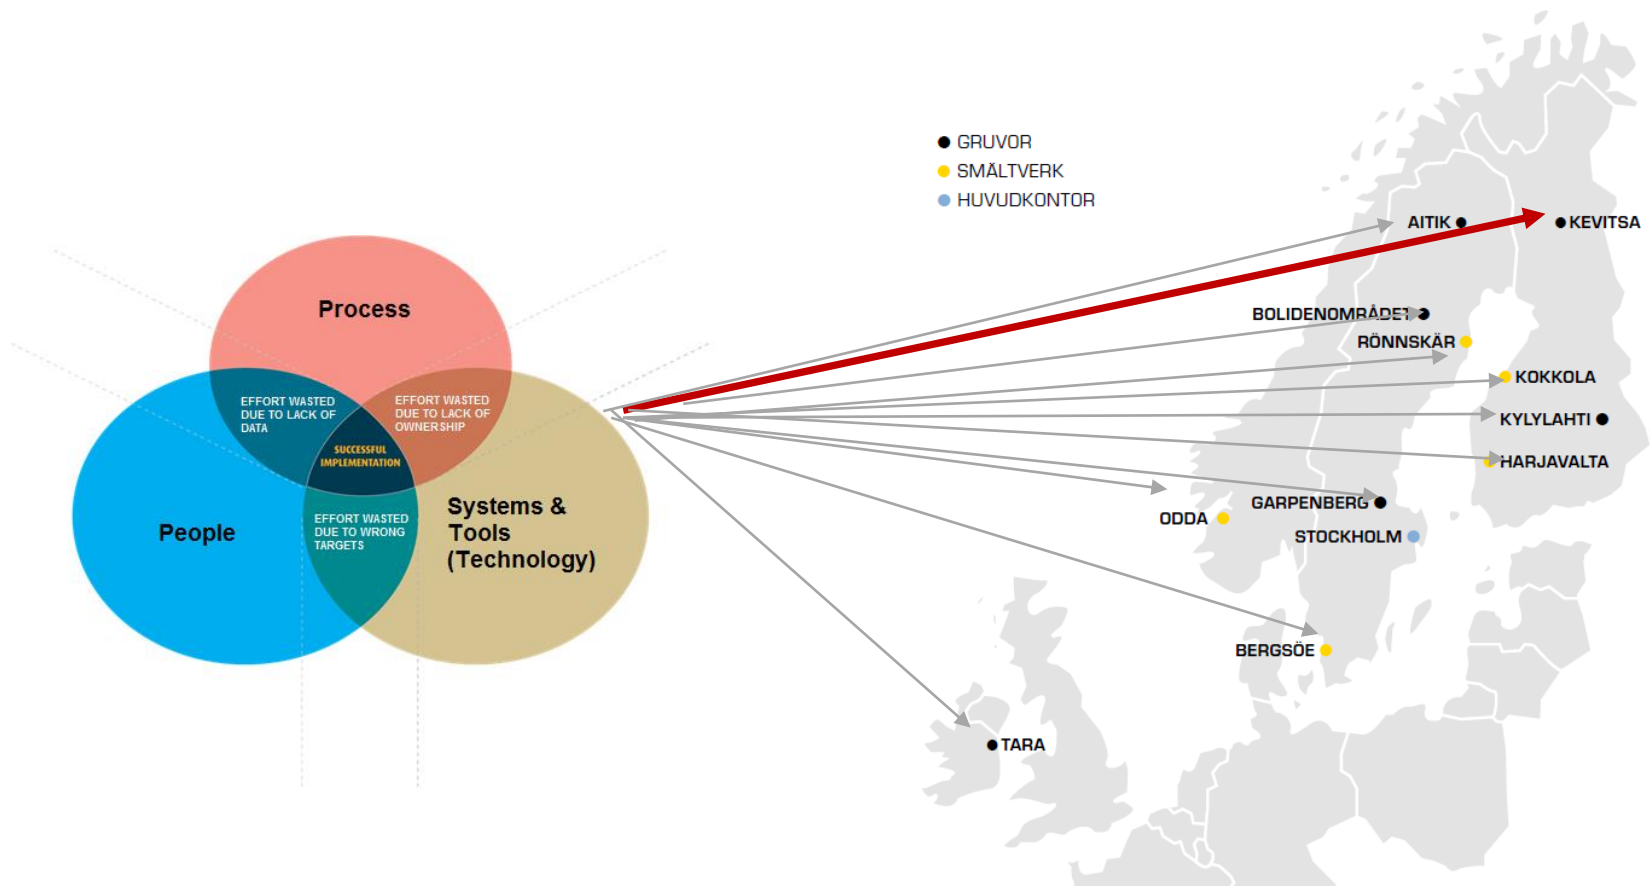 Process
EFFORT WASTED
DUE TO LACK OF
DATA
EFFORT WASTED
DUE TO LACK OF
OWNERSHIP
SUCCESSFUL
IMPLEMENTATION
People
EFFORT WASTED
DUE TO WRONG
TARGETS
Systems &
Tools
(Technology)
GRUVOR
SMÄLTVERK
HUVUDKONTOR
AITIK
KEVITSA
BOLIDENOMRÅDET
RÖNNSKÄR
KOKKOLA
KYLYLAHTI
HARJAVALTA
GARPENBERG
ODDA
STOCKHOLM
BERGSÖE
TARA